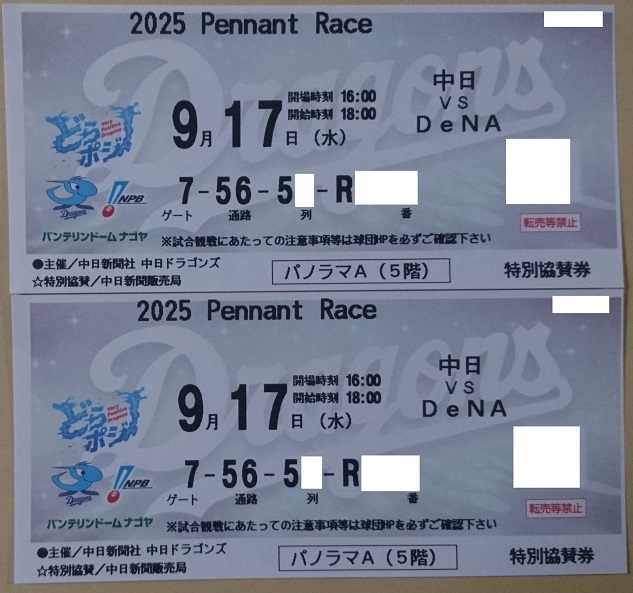 2025 Pennant Race
9月17日(水)
開場時刻 16:00
開始時刻 18:00
中日
VS
DeNA
どらポジ
Very Positive Dragons
Dragons
NPB
7-56-5 -R
ゲート 通路 列 番
転売等禁止
バンテリンドーム ナゴヤ
※試合観戦にあたっての注意事項等は球団HPを必ずご確認下さい
●主催/中日新聞社 中日ドラゴンズ
☆特別協賛/中日新聞販売局
パノラマA(5階)
特別協賛券
2025 Pennant Race
9月17日(水)
開場時刻 16:00
開始時刻 18:00
中日
VS
DeNA
どらポジ
Very Positive Dragons
Dragons
NPB
7-56-5 -R
ゲート 通路 列 番
転売等禁止
バンテリンドーム ナゴヤ
※試合観戦にあたっての注意事項等は球団HPを必ずご確認下さい
●主催/中日新聞社 中日ドラゴンズ
☆特別協賛/中日新聞販売局
パノラマA(5階)
特別協賛券
Dragons
Dragons